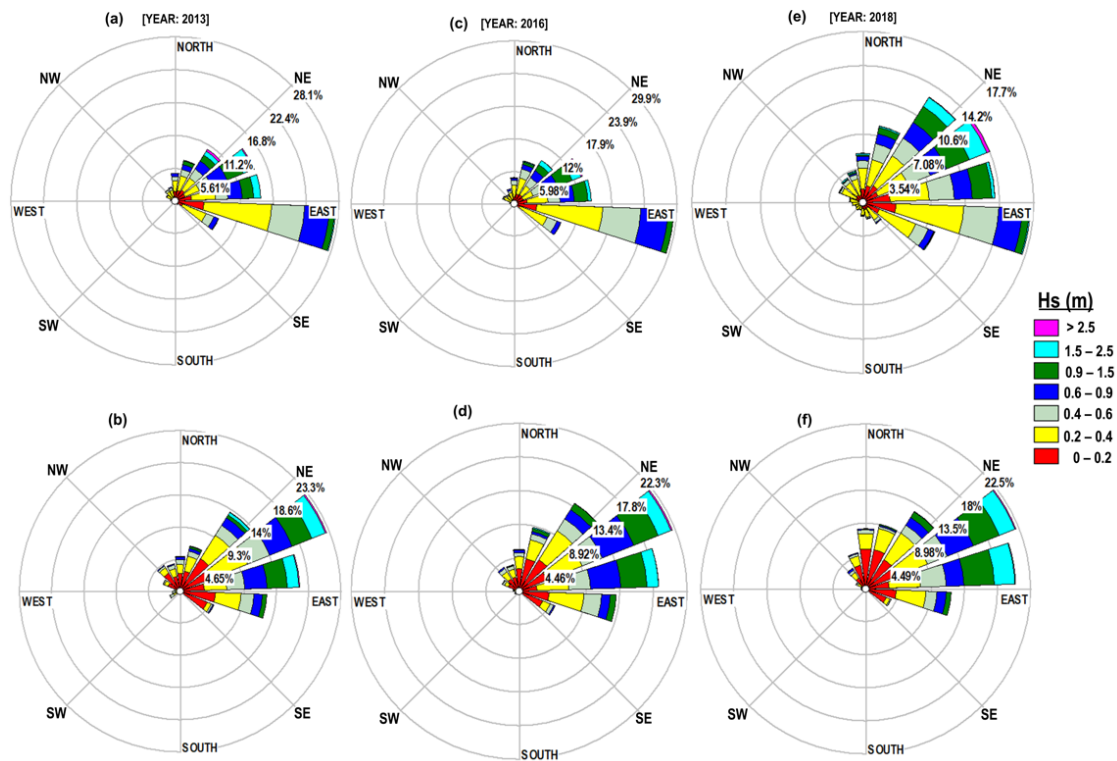 (a) [YEAR: 2013]
NORTH
NW
NE
28.1%
22.4%
16.8%
11.2%
5.61%
WEST
EAST
SW
SE
SOUTH
(c) [YEAR: 2016]
NORTH
NW
NE
29.9%
23.9%
17.9%
12%
5.98%
WEST
EAST
SW
SE
SOUTH
(e) [YEAR: 2018]
NORTH
NW
NE
17.7%
14.2%
10.6%
7.08%
3.54%
WEST
EAST
SW
SE
SOUTH
Hs (m)
> 2.5
1.5 – 2.5
0.9 – 1.5
0.6 – 0.9
0.4 – 0.6
0.2 – 0.4
0 – 0.2
(b)
NORTH
NW
NE
23.3%
18.6%
14%
9.3%
4.65%
WEST
EAST
SW
SE
SOUTH
(d)
NORTH
NW
NE
22.3%
17.8%
13.4%
8.92%
4.46%
WEST
EAST
SW
SE
SOUTH
(f)
NORTH
NW
NE
22.5%
18%
13.5%
8.98%
4.49%
WEST
EAST
SW
SE
SOUTH